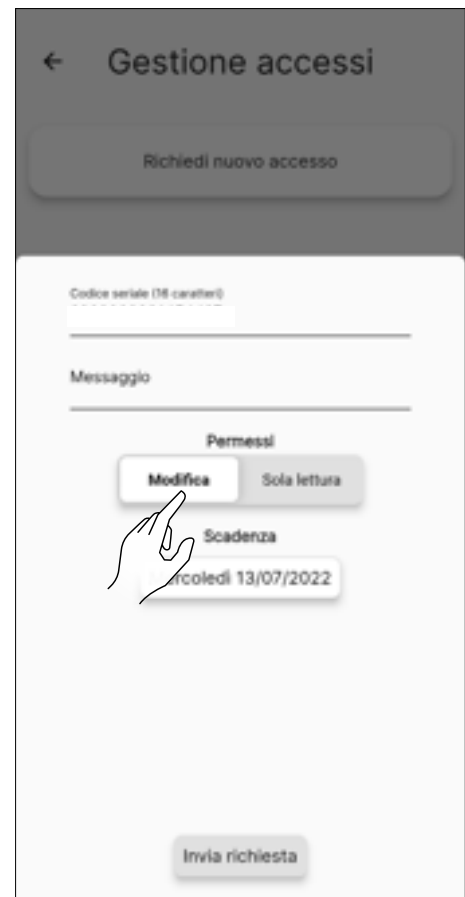 Gestione accessi
Richiedi nuovo accesso
Codice seriale (16 caratteri)
Messaggio
Permessi
Modifica Sola lettura
Scadenza
13/07/2022
Invia richiesta